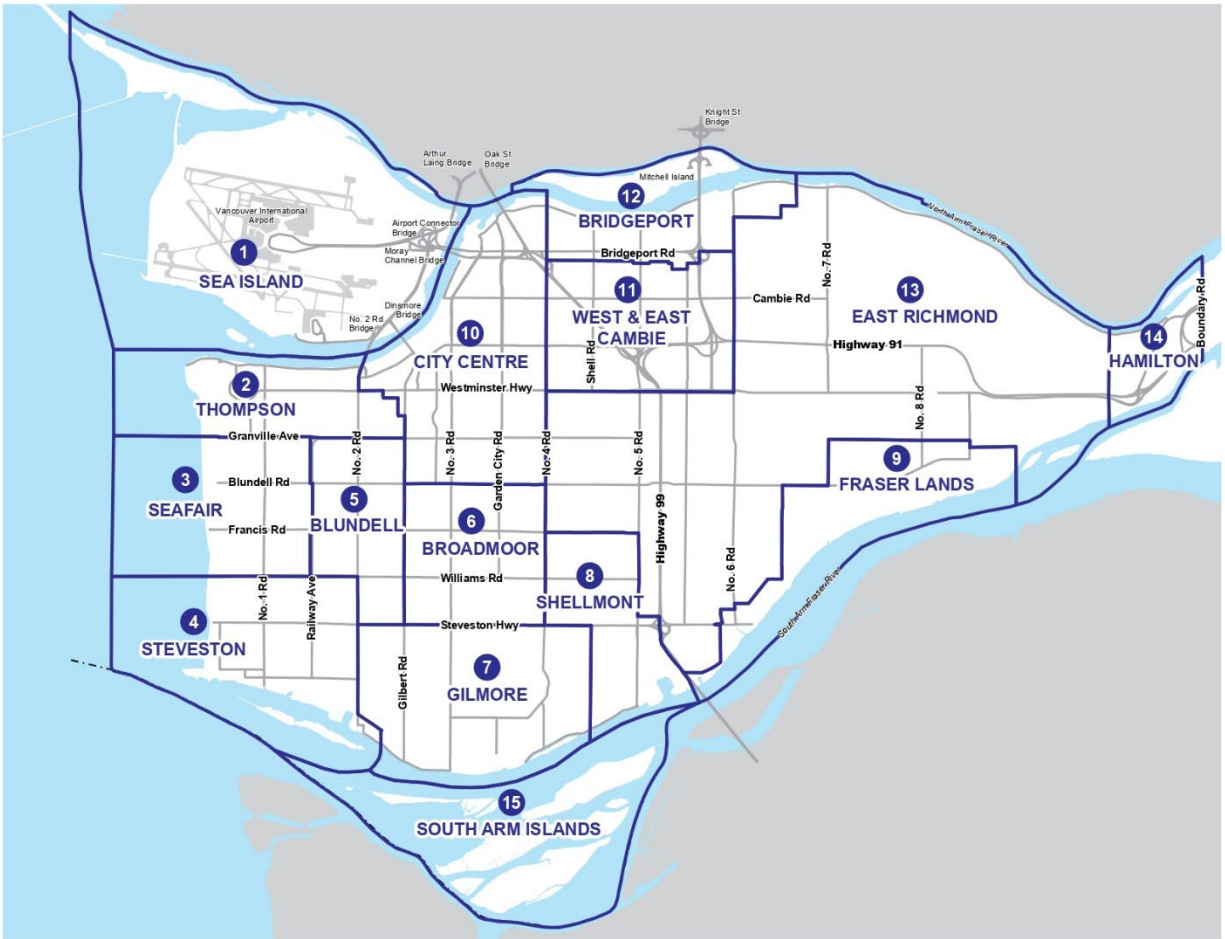 Knight St
Bridge
Arthur
Laing Bridge
Oak St
Bridge
Mitchell Island
12
BRIDGEPORT
North Arm Fraser River
Vancouver International
Airport
Airport Connector
Bridge
Moray
Channel Bridge
1
SEA ISLAND
Bridgeport Rd
No. 7 Rd
Boundary Rd
11
WEST & EAST
CAMBIE
Cambie Rd
13
EAST RICHMOND
Dinsmore
Bridge
No. 2 Rd
Bridge
10
CITY CENTRE
Shell Rd
Highway 91
14
HAMILTON
2
THOMPSON
Westminster Hwy
No. 8 Rd
Granville Ave
No. 2 Rd
No. 3 Rd
Garden City Rd
No. 4 Rd
No. 5 Rd
9
FRASER LANDS
3
SEAFAIR
Blundell Rd
5
BLUNDELL
Francis Rd
6
BROADMOOR
Highway 99
No. 6 Rd
Williams Rd
8
SHELLMONT
No. 1 Rd
Railway Ave
4
STEVESTON
Steveston Hwy
South Arm Fraser River
Gilbert Rd
7
GILMORE
15
SOUTH ARM ISLANDS